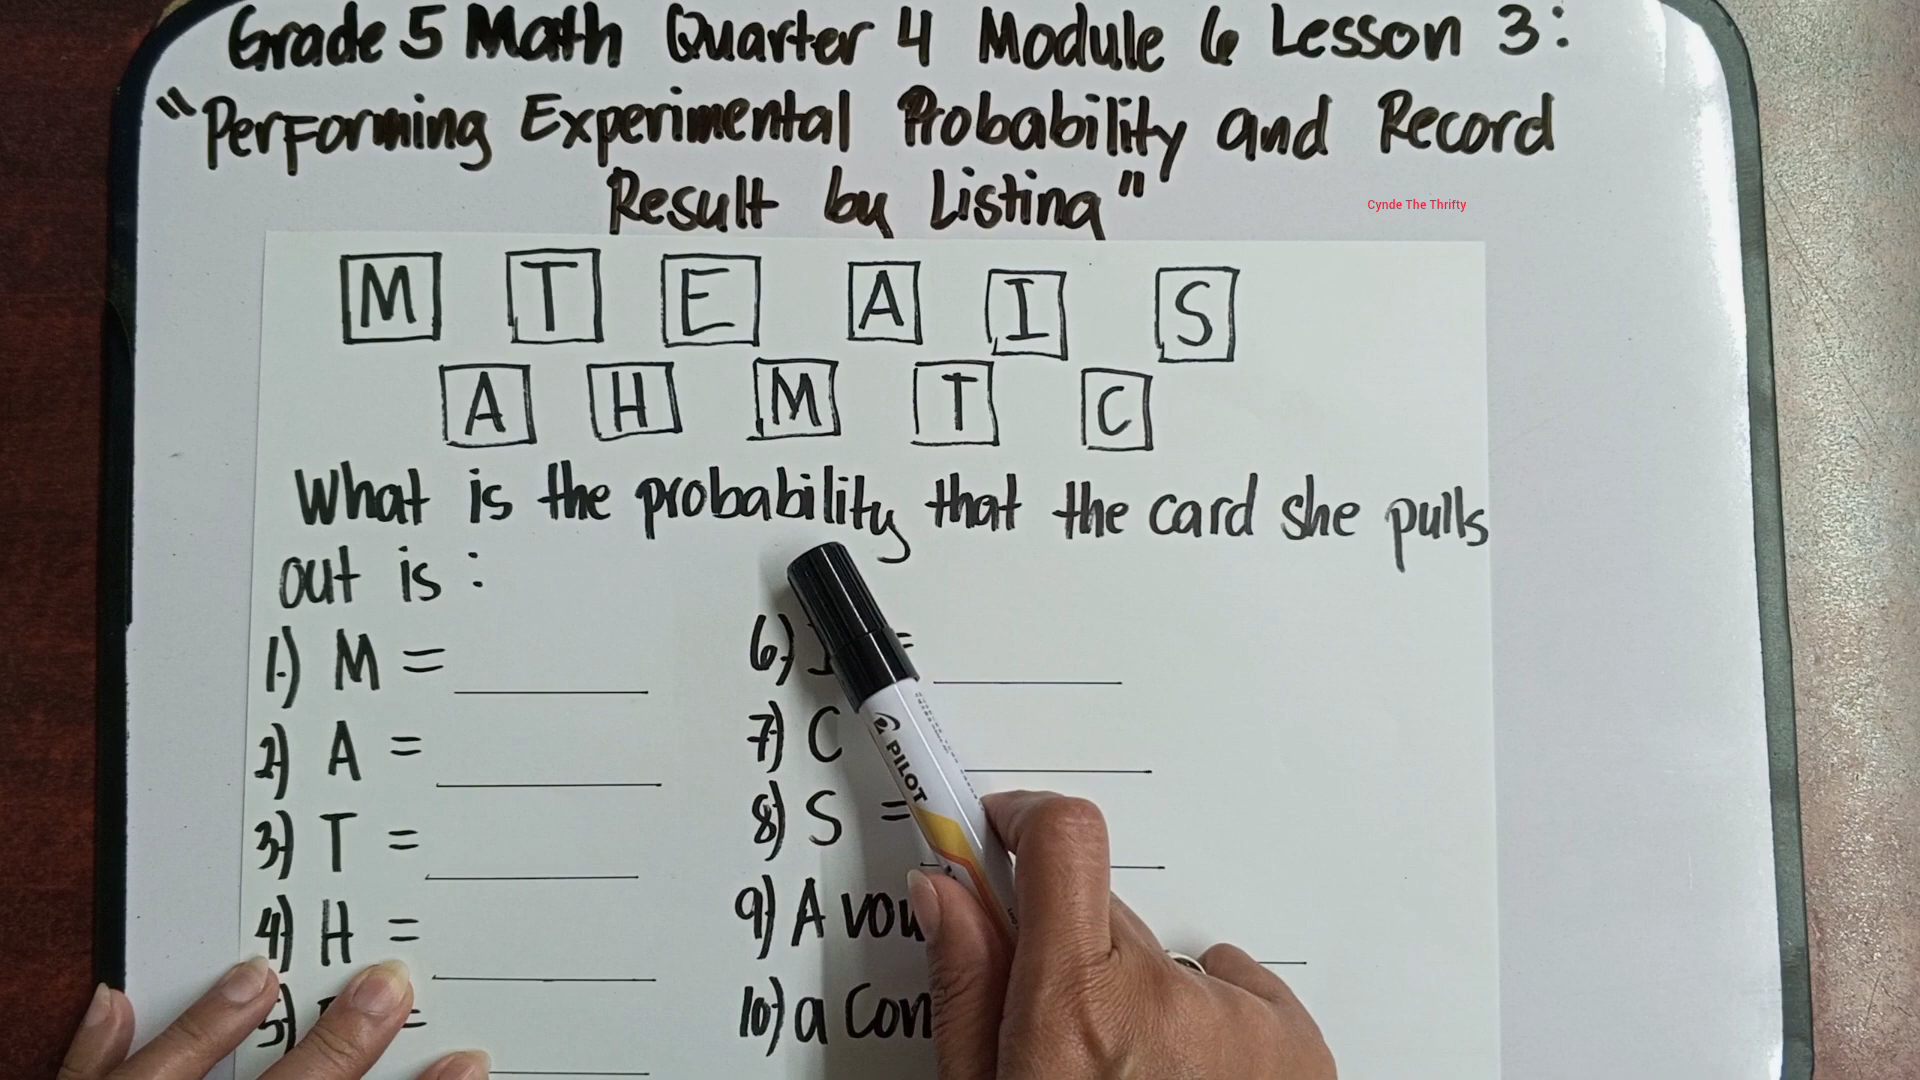 Grade 5 Math Quarter 4 Module 6 Lesson 3:
"Performing Experimental Probability and Record
Result by Listing"
Cynde The Thrifty
M T E A I S
A H M T C
What is the probability that the card she pulls
out is :
1.) M =
2.) A =
3.) T =
4.) H =
5.) =
6.) =
7.) C
8.) S =
9.) A vow
10.) a Con
PILOT